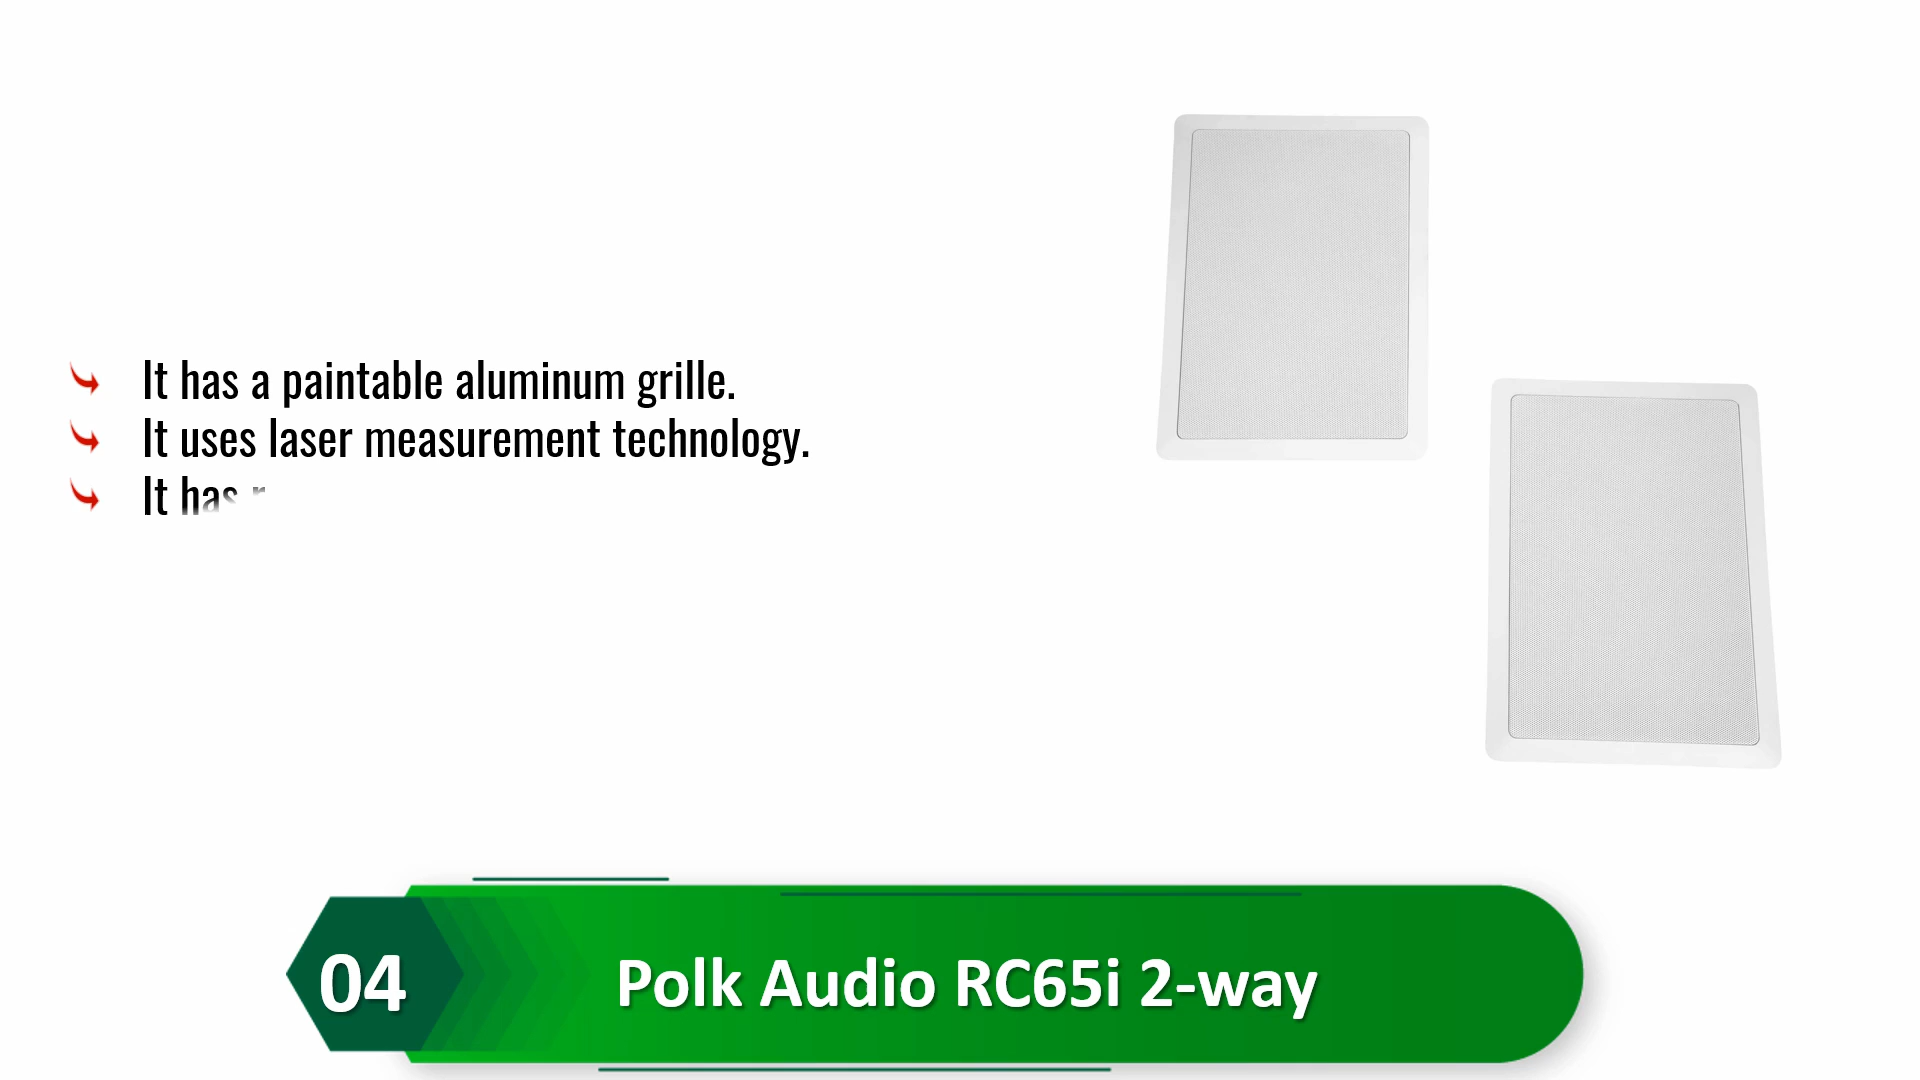 It has a paintable aluminum grille.
It uses laser measurement technology.
It has
04
Polk Audio RC65i 2-way